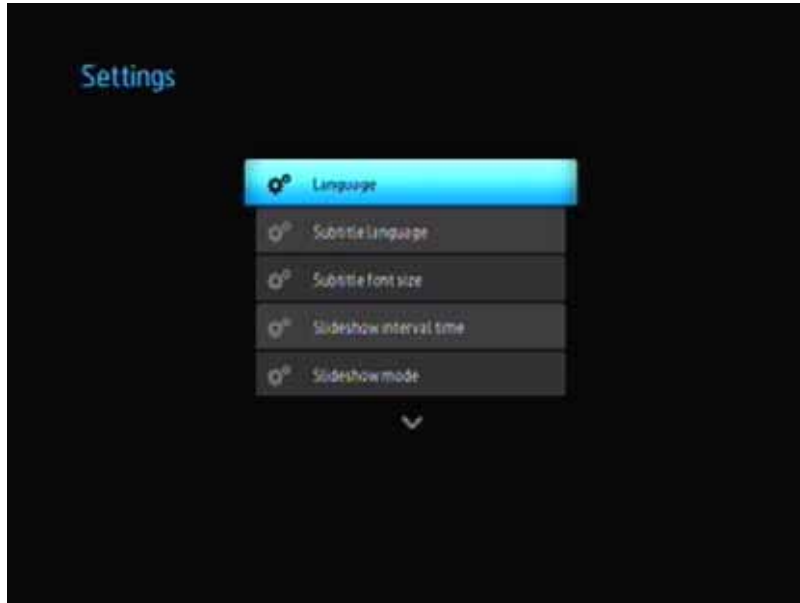 Settings
Language
Subtitle language
Subtitle font size
Slideshow interval time
Slideshow mode